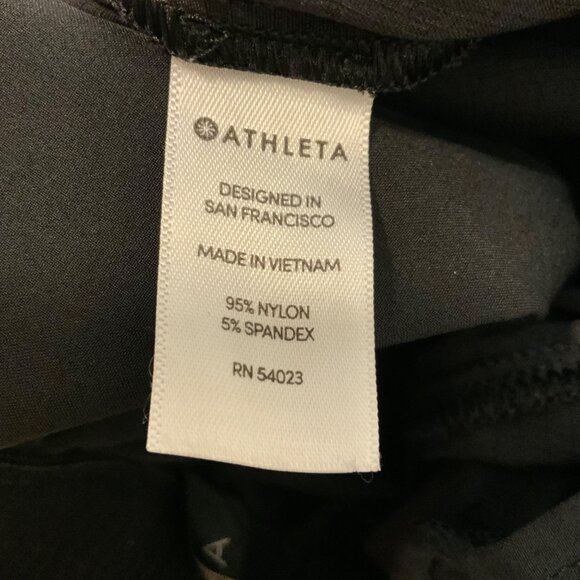 ATHLETA
DESIGNED IN
SAN FRANCISCO
MADE IN VIETNAM
95% NYLON
5% SPANDEX
RN 54023